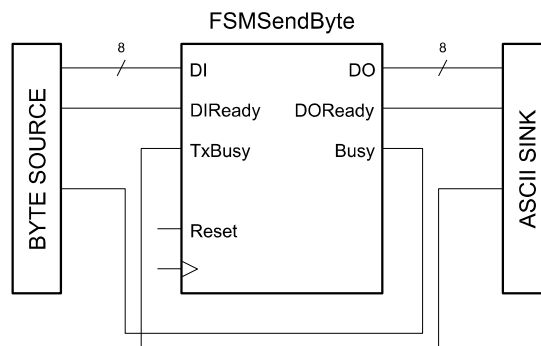 FSMSendByte
8
8
DI
DO
DIReady
DOReady
TxBusy
Busy
Reset
BYTE SOURCE
ASCII SINK